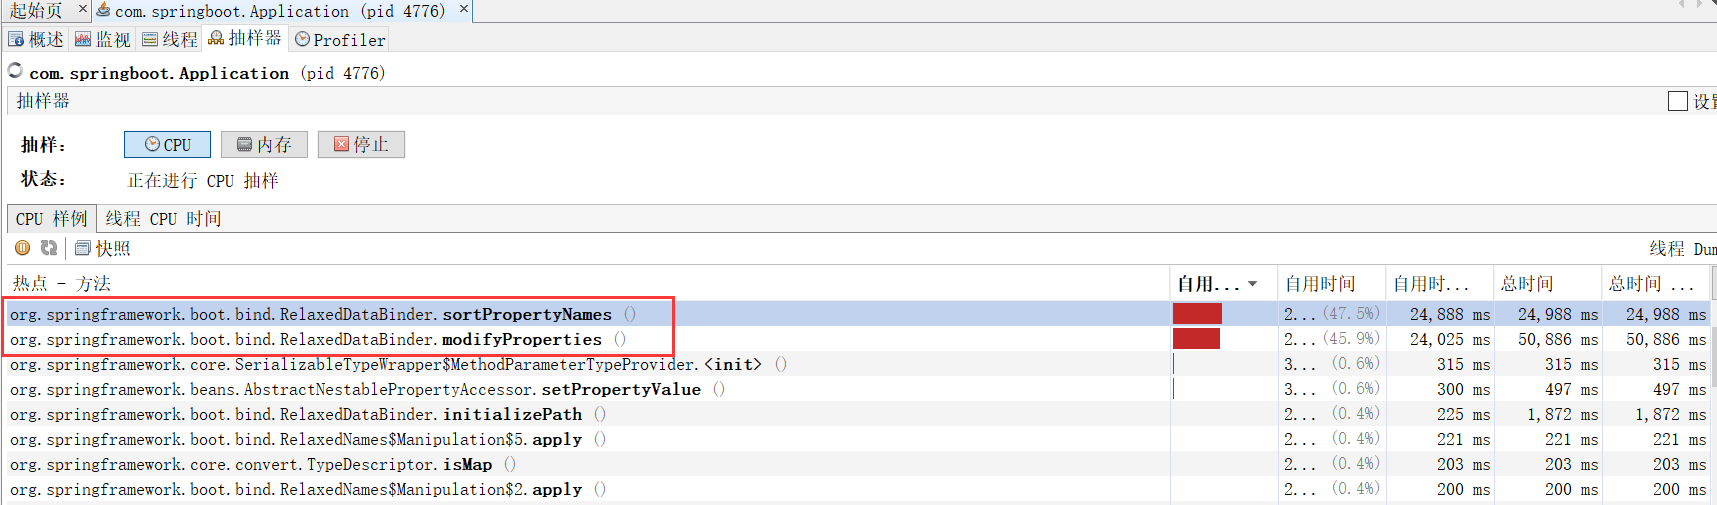 起始页 × com.springboot.Application (pid 4776) ×
概述 监视 线程 抽样器 Profiler
com.springboot.Application (pid 4776)
抽样器 设置
抽样: CPU 内存 停止
状态: 正在进行 CPU 抽样
CPU 样例 线程 CPU 时间
快照 线程 Dum
热点 - 方法 自用... 自用时间 自用时... 总时间 总时间 ...
org.springframework.boot.bind.RelaxedDataBinder.sortPropertyNames () 2... (47.5%) 24,888 ms 24,988 ms 24,988 ms
org.springframework.boot.bind.RelaxedDataBinder.modifyProperties () 2... (45.9%) 24,025 ms 50,886 ms 50,886 ms
org.springframework.core.SerializableTypeWrapper$MethodParameterTypeProvider.<init> () 3... (0.6%) 315 ms 315 ms 315 ms
org.springframework.beans.AbstractNestablePropertyAccessor.setPropertyValue () 3... (0.6%) 300 ms 497 ms 497 ms
org.springframework.boot.bind.RelaxedDataBinder.initializePath () 2... (0.4%) 225 ms 1,872 ms 1,872 ms
org.springframework.boot.bind.RelaxedNames$Manipulation$5.apply () 2... (0.4%) 221 ms 221 ms 221 ms
org.springframework.core.convert.TypeDescriptor.isMap () 2... (0.4%) 203 ms 203 ms 203 ms
org.springframework.boot.bind.RelaxedNames$Manipulation$2.apply () 2... (0.4%) 200 ms 200 ms 200 ms